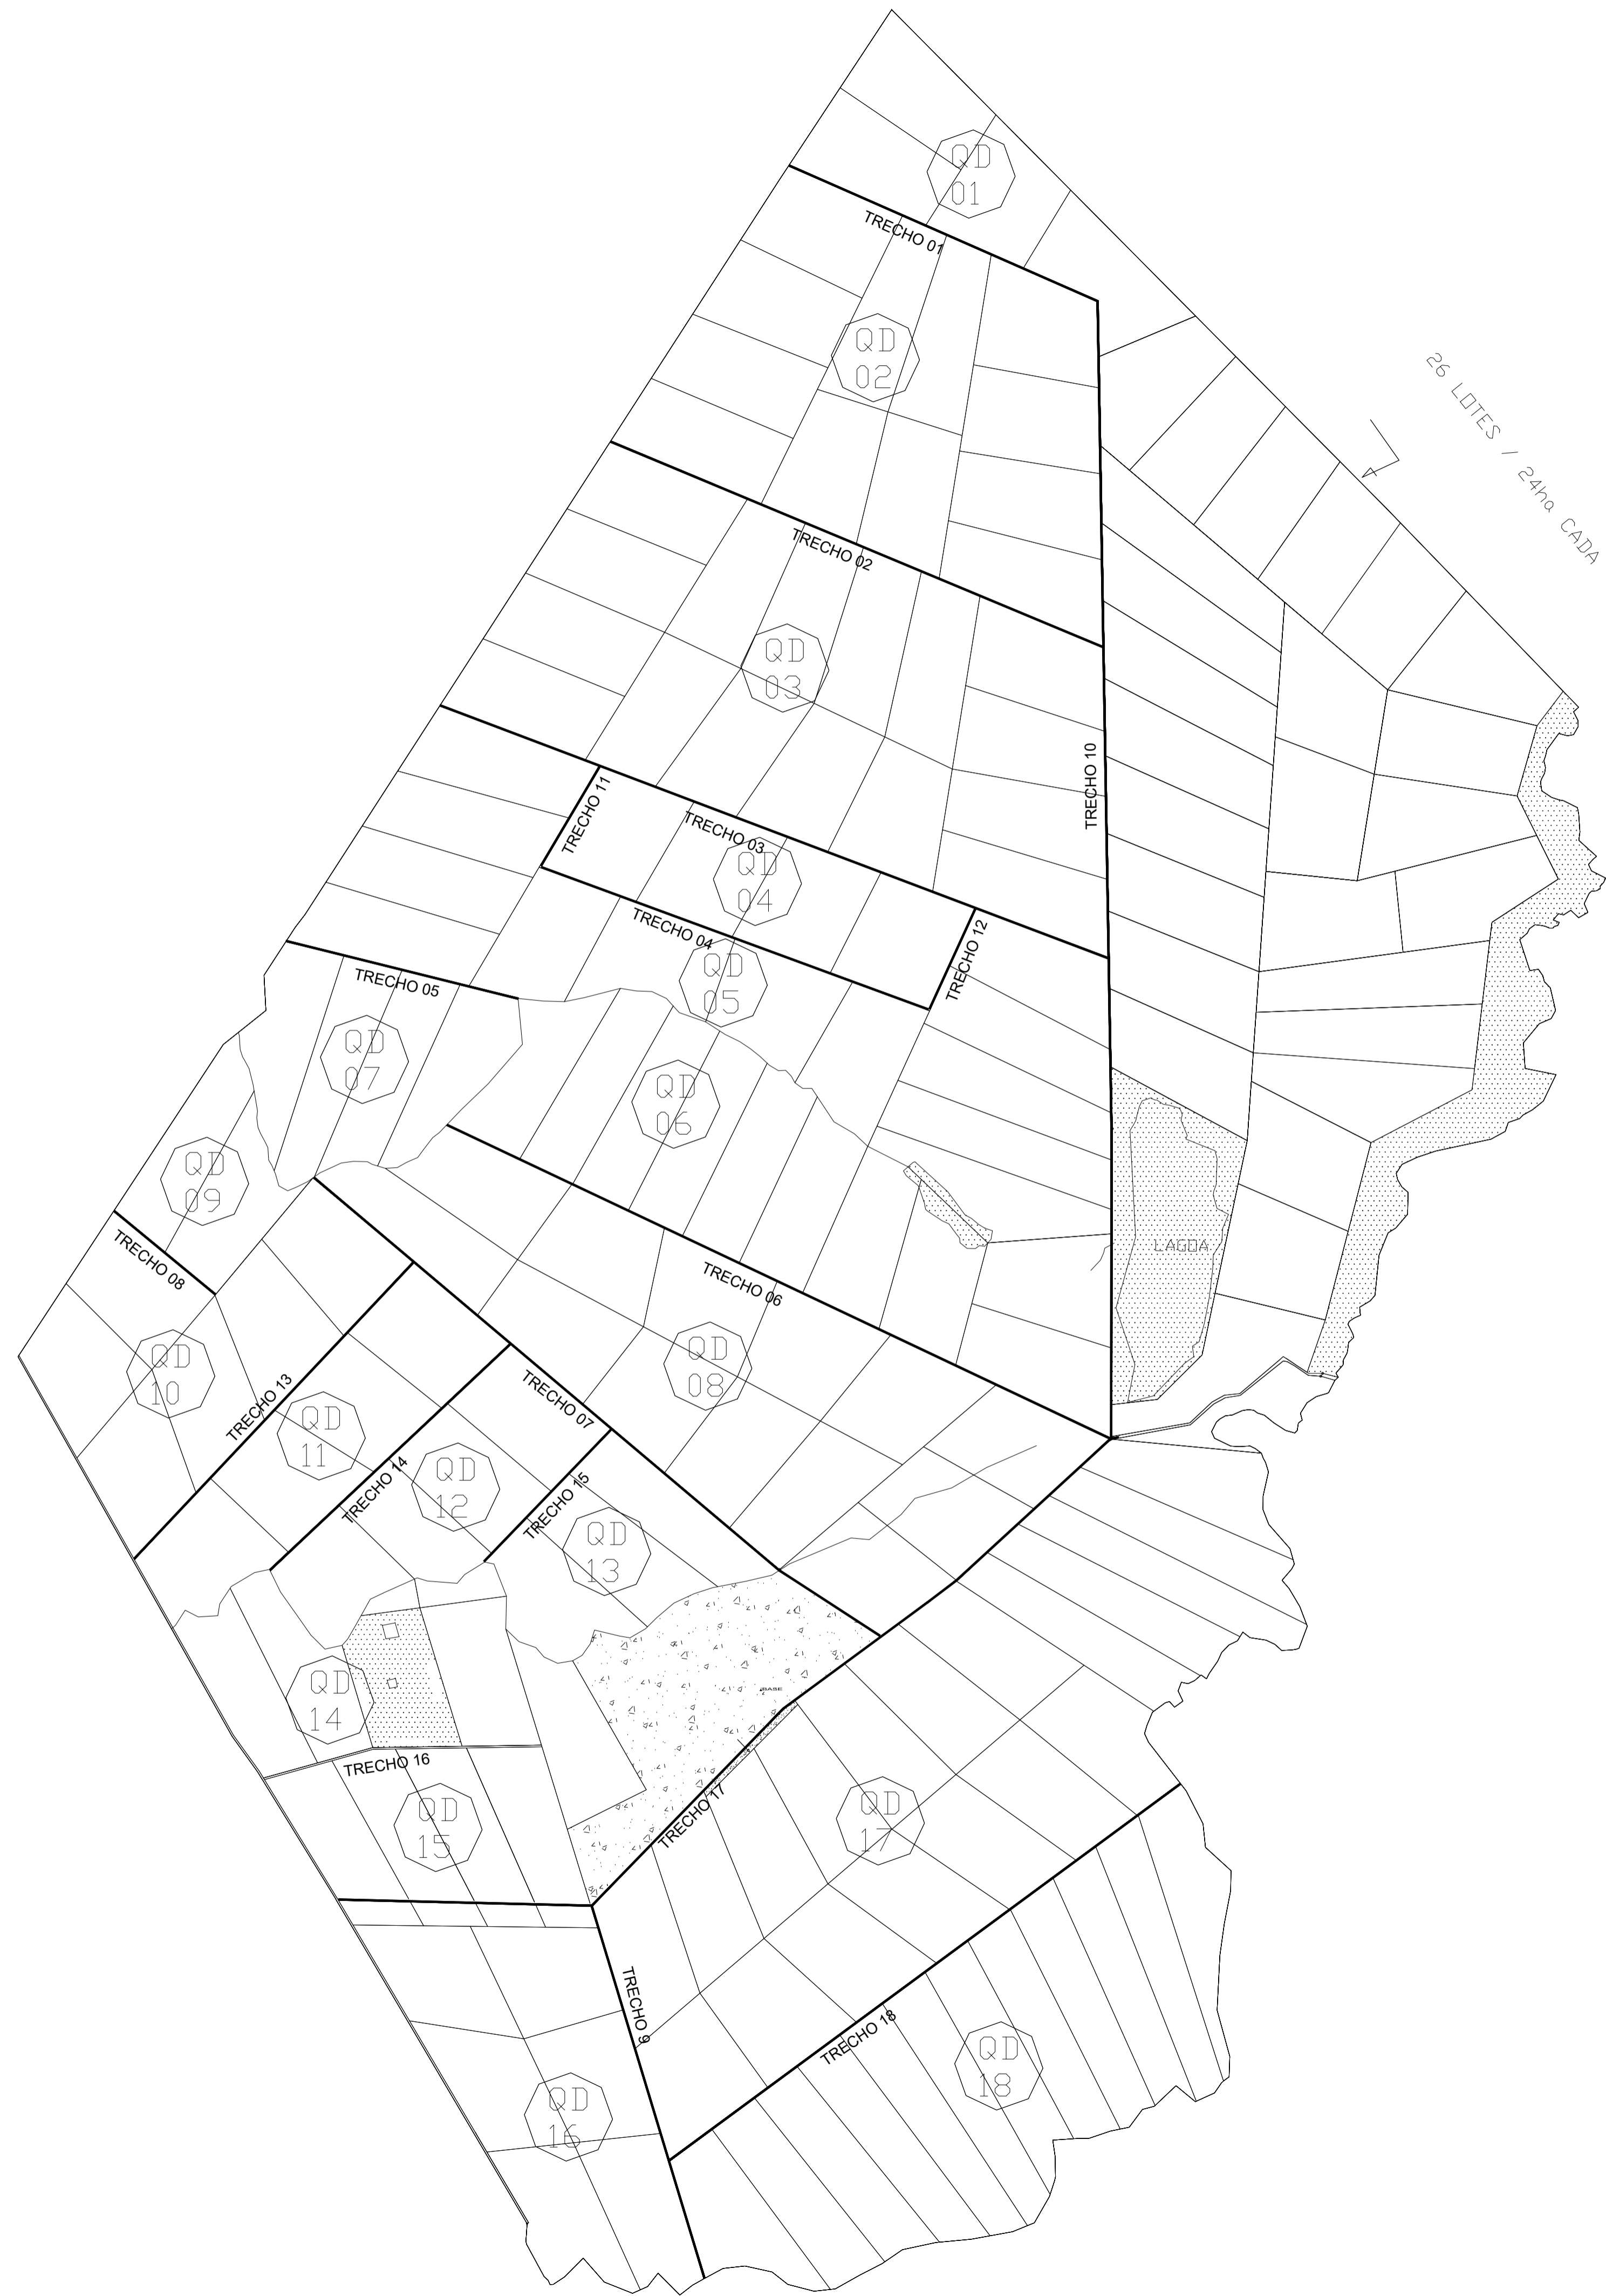 QD
01
TRECHO 01
QD
02
26 LOTES / 24ha CADA
TRECHO 02
QD
03
TRECHO 10
TRECHO 11
TRECHO 03
QD
04
TRECHO 04
TRECHO 12
QD
05
TRECHO 05
QD
07
QD
06
QD
09
TRECHO 08
LAGOA
TRECHO 06
QD
10
QD
08
TRECHO 13
TRECHO 07
QD
11
QD
12
TRECHO 14
TRECHO 15
QD
13
QD
14
BASE
TRECHO 16
QD
15
TRECHO 17
QD
17
TRECHO 9
TRECHO 18
QD
18
QD
16